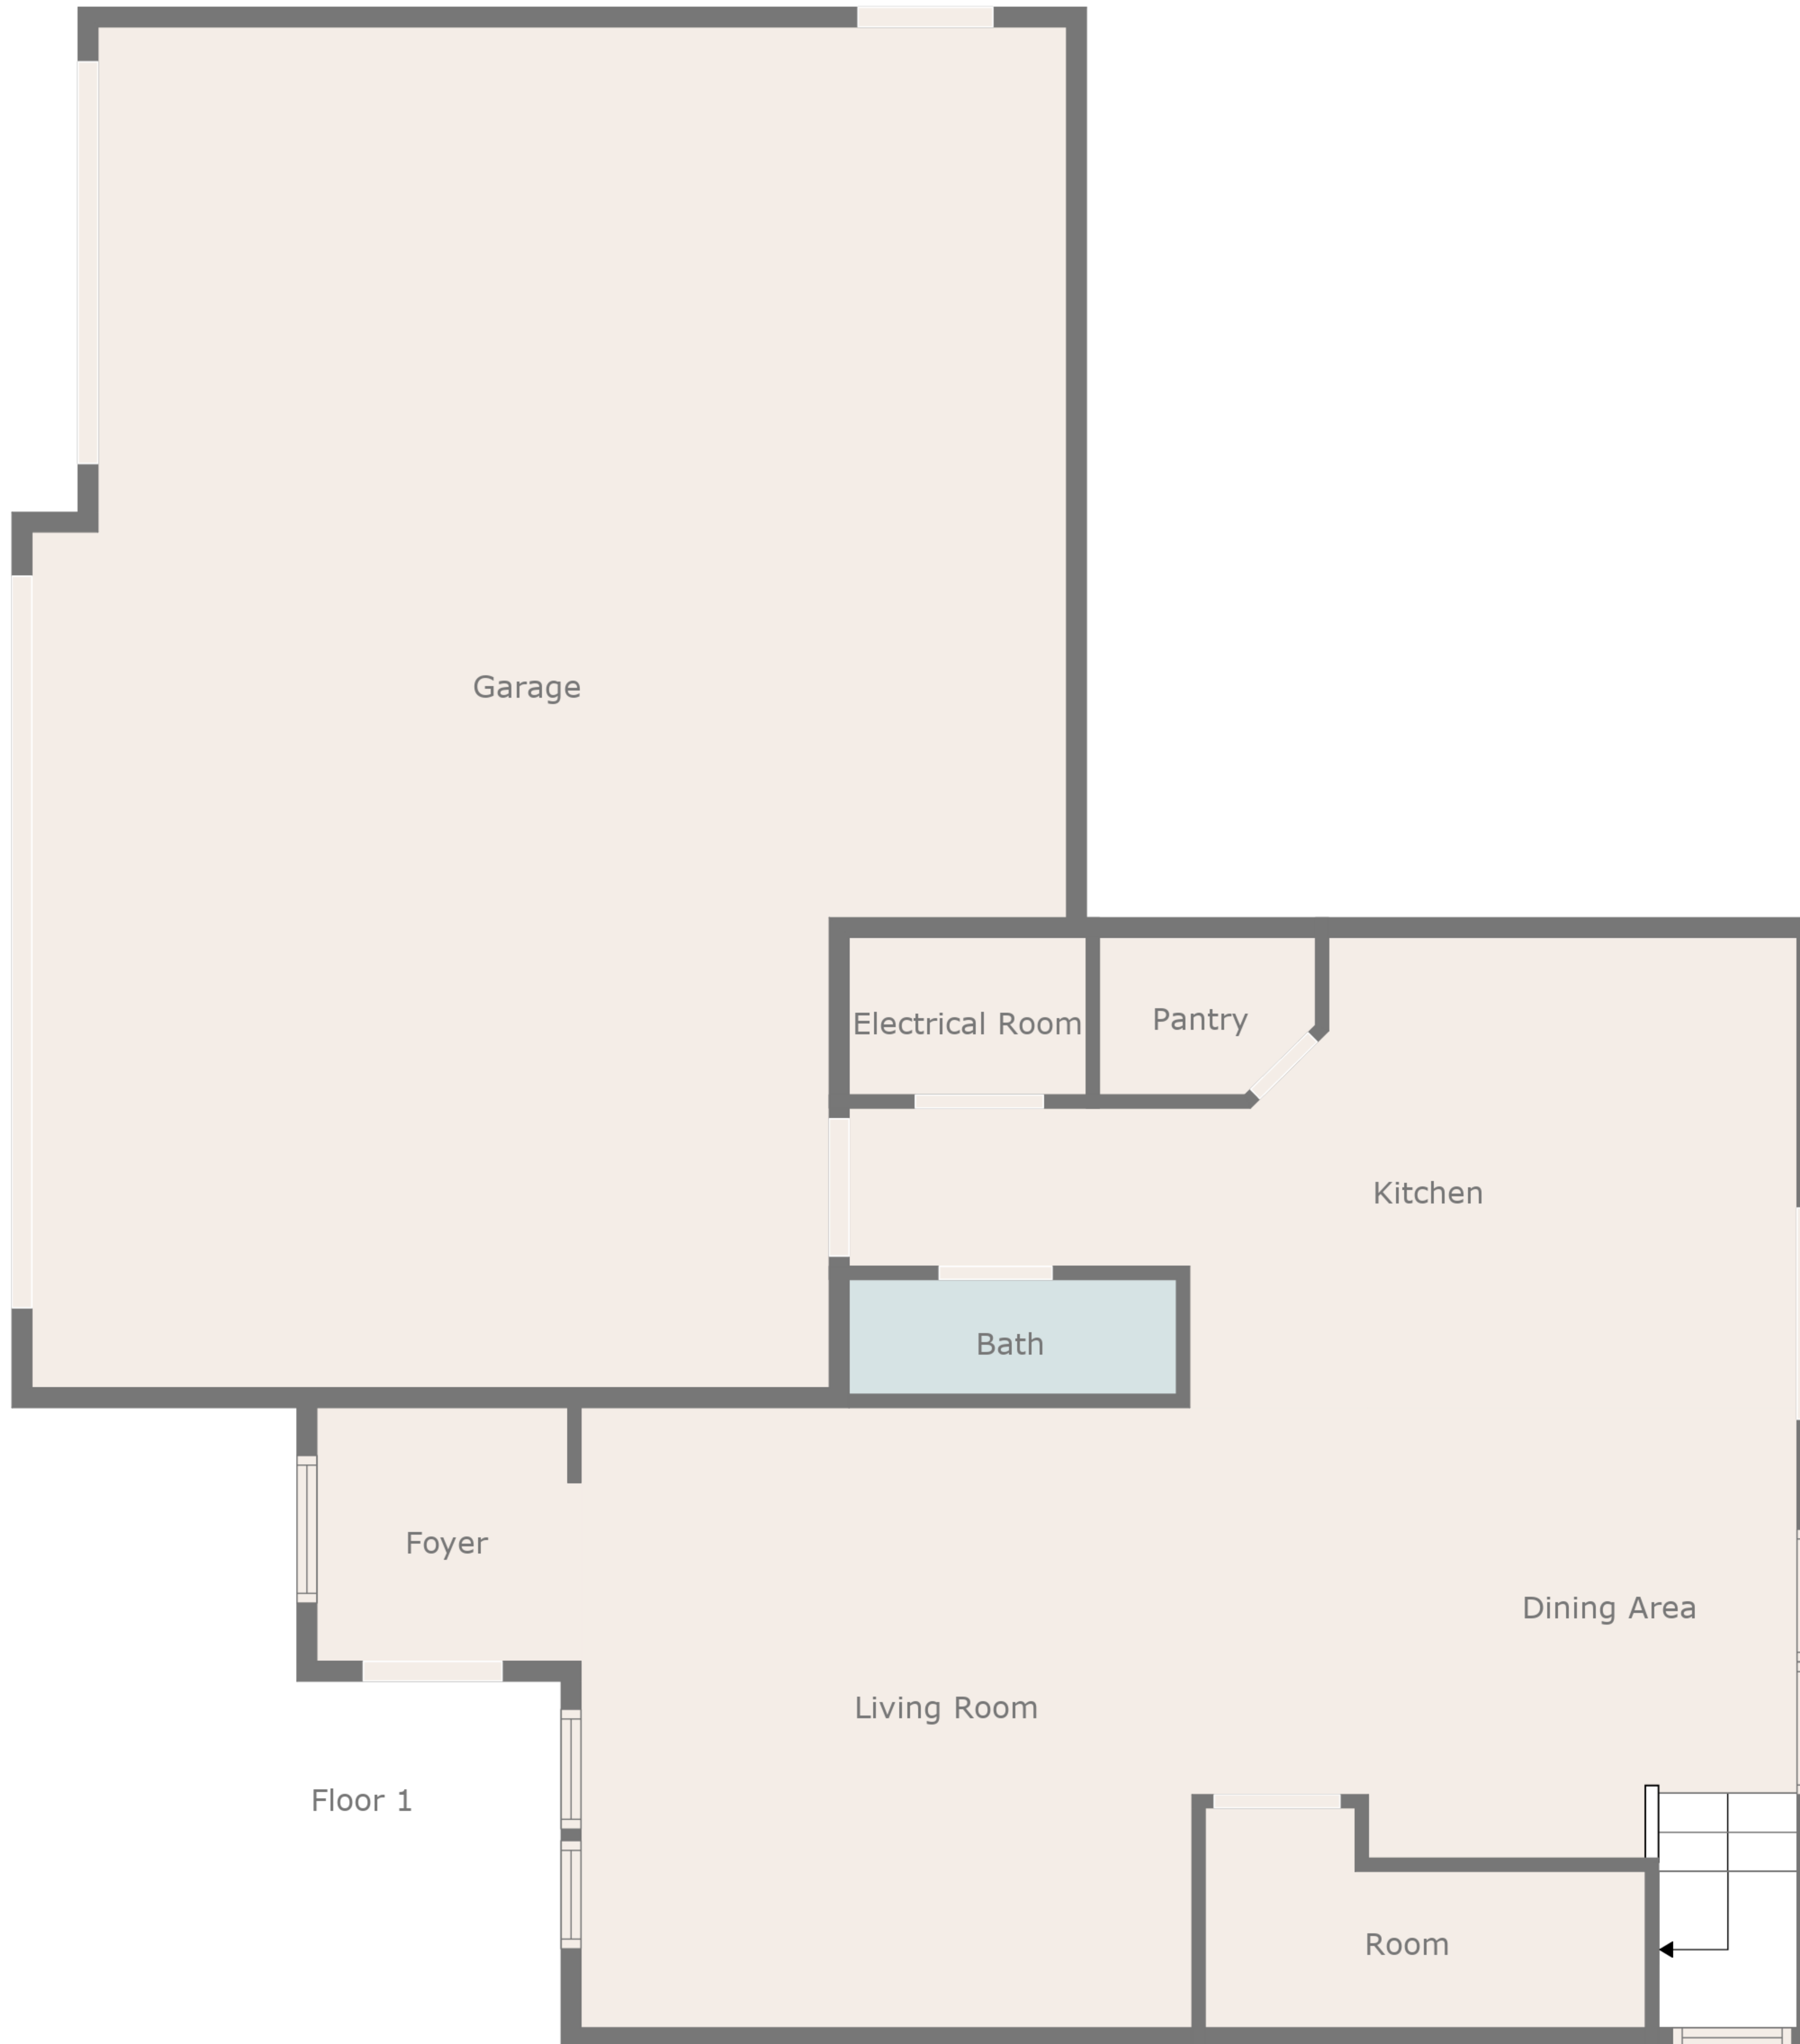 Garage
Electrical Room
Pantry
Kitchen
Bath
Foyer
Dining Area
Living Room
Floor 1
Room